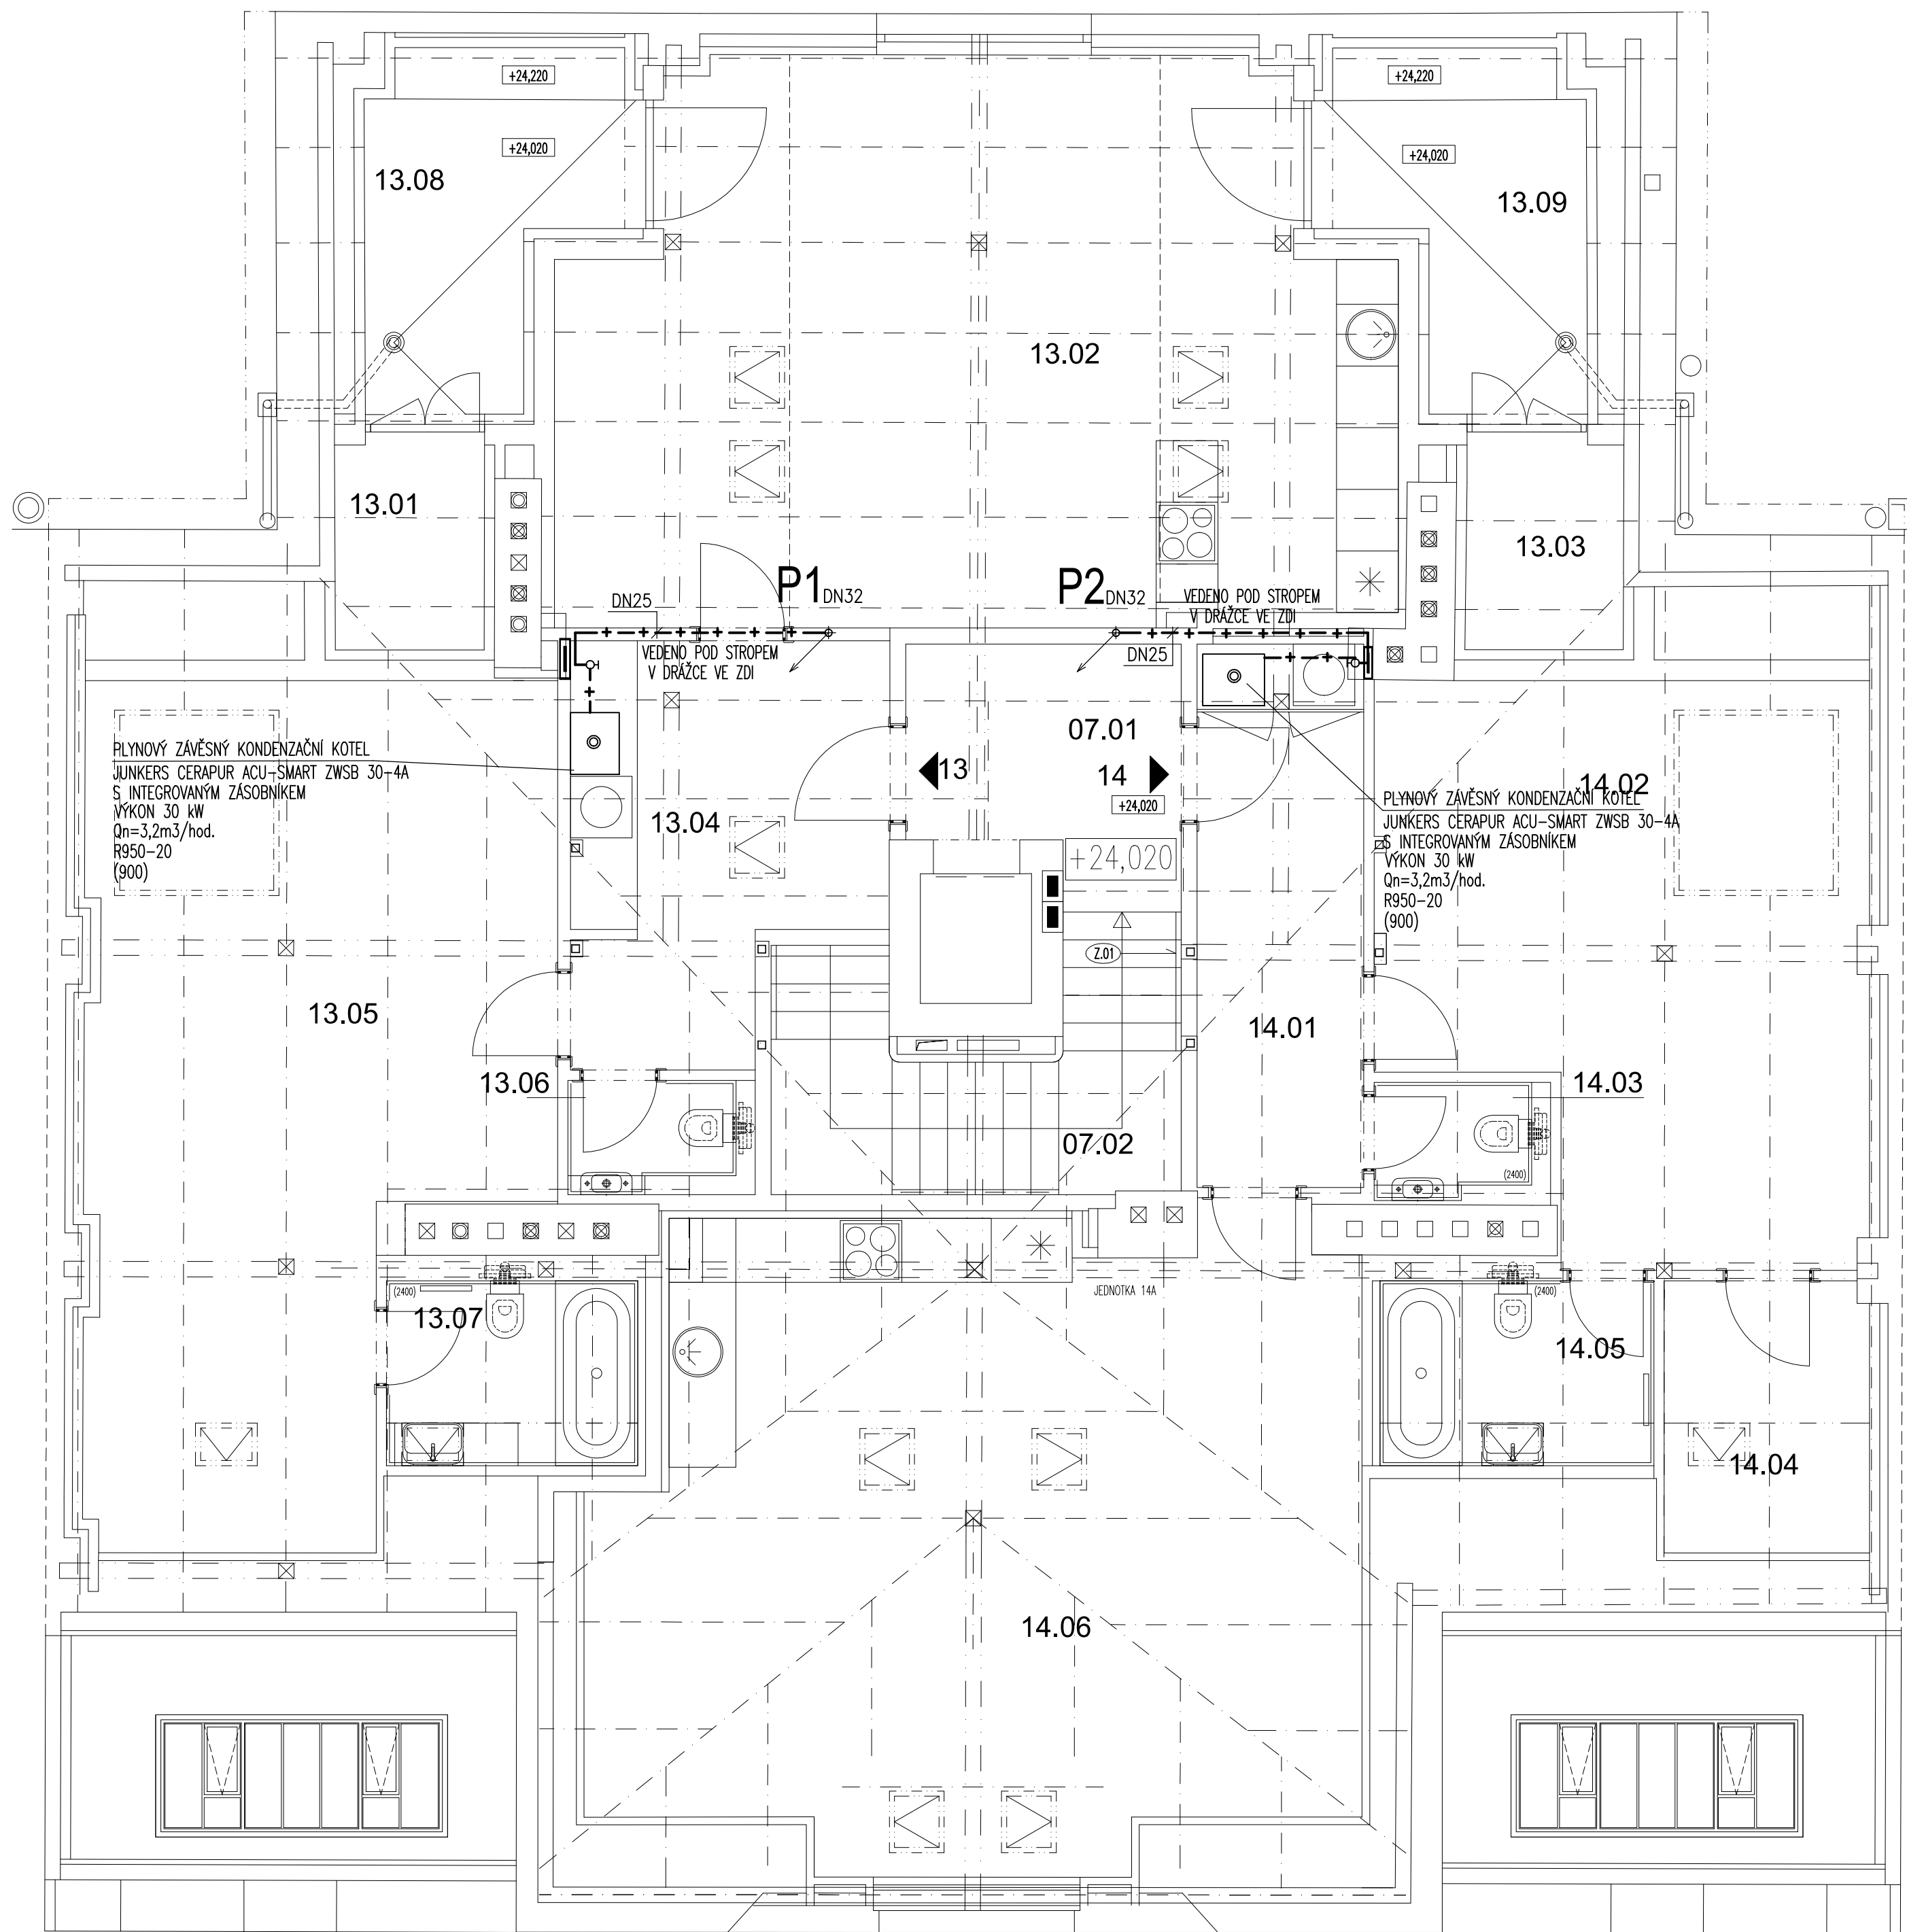 +24,220
+24,220
+24,020
+24,020
13.08
13.09
13.02
13.01
13.03
P1 DN32
P2 DN32
DN25
VEDENO POD STROPEM
V DRÁŽCE VE ZDI
VEDENO POD STROPEM
V DRÁŽCE VE ZDI
DN25
07.01
13
14
+24,020
PLYNOVÝ ZÁVĚSNÝ KONDENZAČNÍ KOTEL
JUNKERS CERAPUR ACU-SMART ZWSB 30-4A
S INTEGROVANÝM ZÁSOBNÍKEM
VÝKON 30 kW
Qn=3,2m3/hod.
R950-20
(900)
13.04
14.02
PLYNOVÝ ZÁVĚSNÝ KONDENZAČNÍ KOTEL
JUNKERS CERAPUR ACU-SMART ZWSB 30-4A
S INTEGROVANÝM ZÁSOBNÍKEM
VÝKON 30 kW
Qn=3,2m3/hod.
R950-20
(900)
+24,020
Z.01
13.05
14.01
13.06
14.03
07.02
(2400)
JEDNOTKA 14A
(2400)
(2400)
13.07
14.05
14.04
14.06